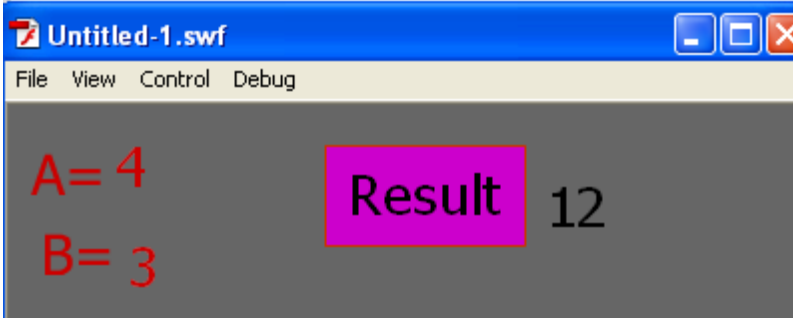 Untitled-1.swf
File View Control Debug
A= 4
Result 12
B= 3